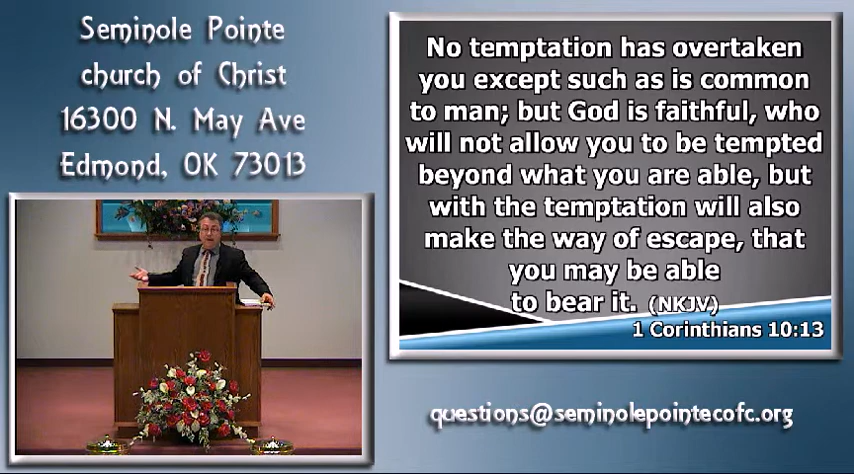 Seminole Pointe
church of Christ
16300 N. May Ave
Edmond, OK 73013
No temptation has overtaken
you except such as is common
to man; but God is faithful, who
will not allow you to be tempted
beyond what you are able, but
with the temptation will also
make the way of escape, that
you may be able
to bear it. (NKJV)
1 Corinthians 10:13
questions@seminolepointecofc.org